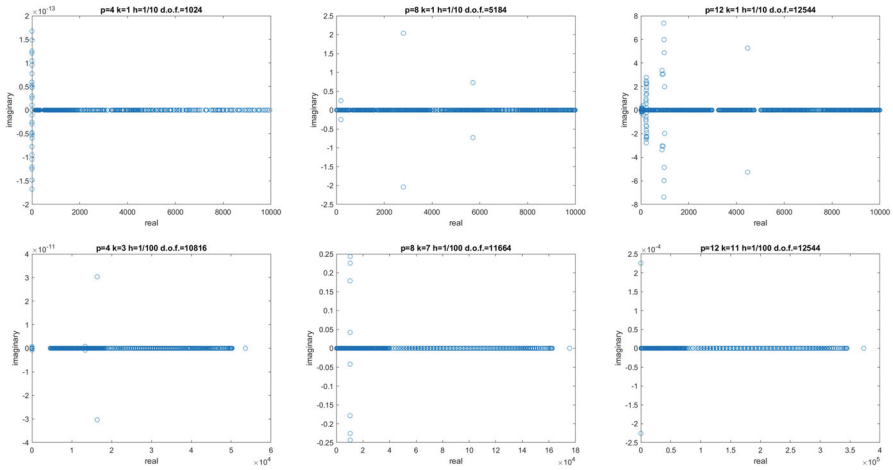 p=4 k=1 h=1/10 d.o.f.=1024
×10⁻¹³
2
1.5
1
0.5
0
-0.5
-1
-1.5
-2
imaginary
0 2000 4000 6000 8000 10000
real
p=8 k=1 h=1/10 d.o.f.=5184
2.5
2
1.5
1
0.5
0
-0.5
-1
-1.5
-2
-2.5
imaginary
0 2000 4000 6000 8000 10000
real
p=12 k=1 h=1/10 d.o.f.=12544
8
6
4
2
0
-2
-4
-6
-8
imaginary
0 2000 4000 6000 8000 10000
real
p=4 k=3 h=1/100 d.o.f.=10816
×10⁻¹¹
4
3
2
1
0
-1
-2
-3
-4
imaginary
0 1 2 3 4 5 6
real
×10⁴
p=8 k=7 h=1/100 d.o.f.=11664
0.25
0.2
0.15
0.1
0.05
0
-0.05
-0.1
-0.15
-0.2
-0.25
imaginary
0 2 4 6 8 10 12 14 16 18
real
×10⁴
p=12 k=11 h=1/100 d.o.f.=12544
×10⁻⁴
2.5
2
1.5
1
0.5
0
-0.5
-1
-1.5
-2
-2.5
imaginary
0 0.5 1 1.5 2 2.5 3 3.5 4
real
×10⁵